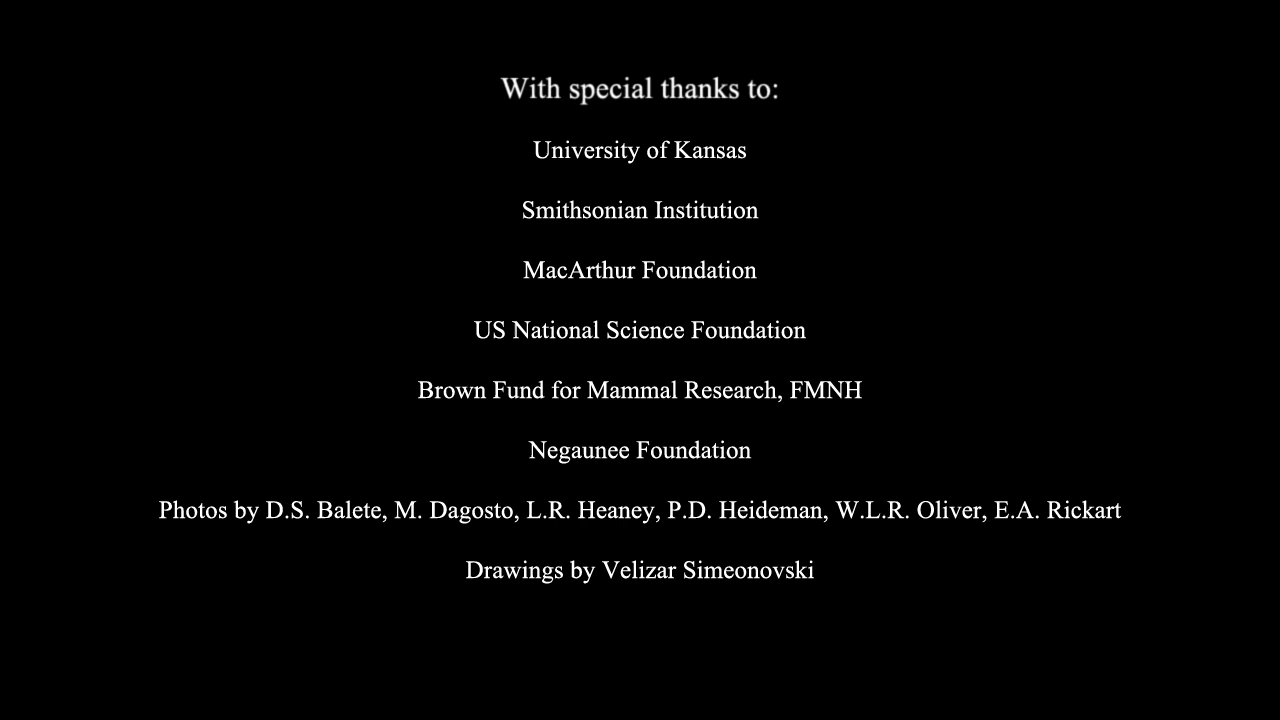 With special thanks to:
University of Kansas
Smithsonian Institution
MacArthur Foundation
US National Science Foundation
Brown Fund for Mammal Research, FMNH
Negaunee Foundation
Photos by D.S. Balete, M. Dagosto, L.R. Heaney, P.D. Heideman, W.L.R. Oliver, E.A. Rickart
Drawings by Velizar Simeonovski